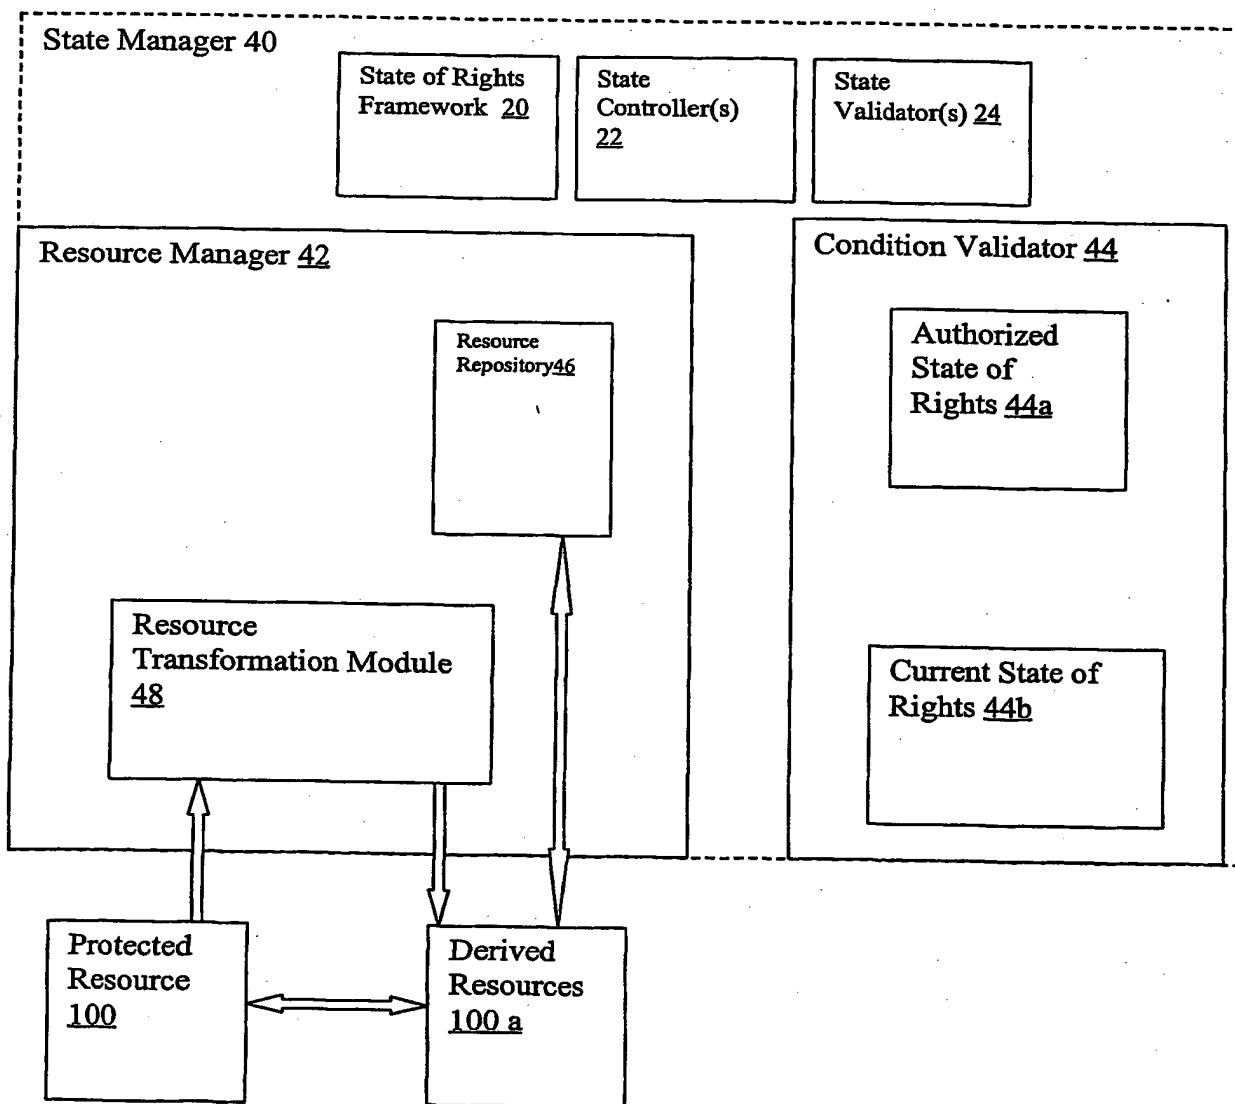 State Manager 40
State of Rights
Framework 20
State
Controller(s)
22
State
Validator(s) 24
Resource Manager 42
Condition Validator 44
Resource
Repository46
Authorized
State of
Rights 44a
Resource
Transformation Module
48
Current State of
Rights 44b
Protected
Resource
100
Derived
Resources
100 a